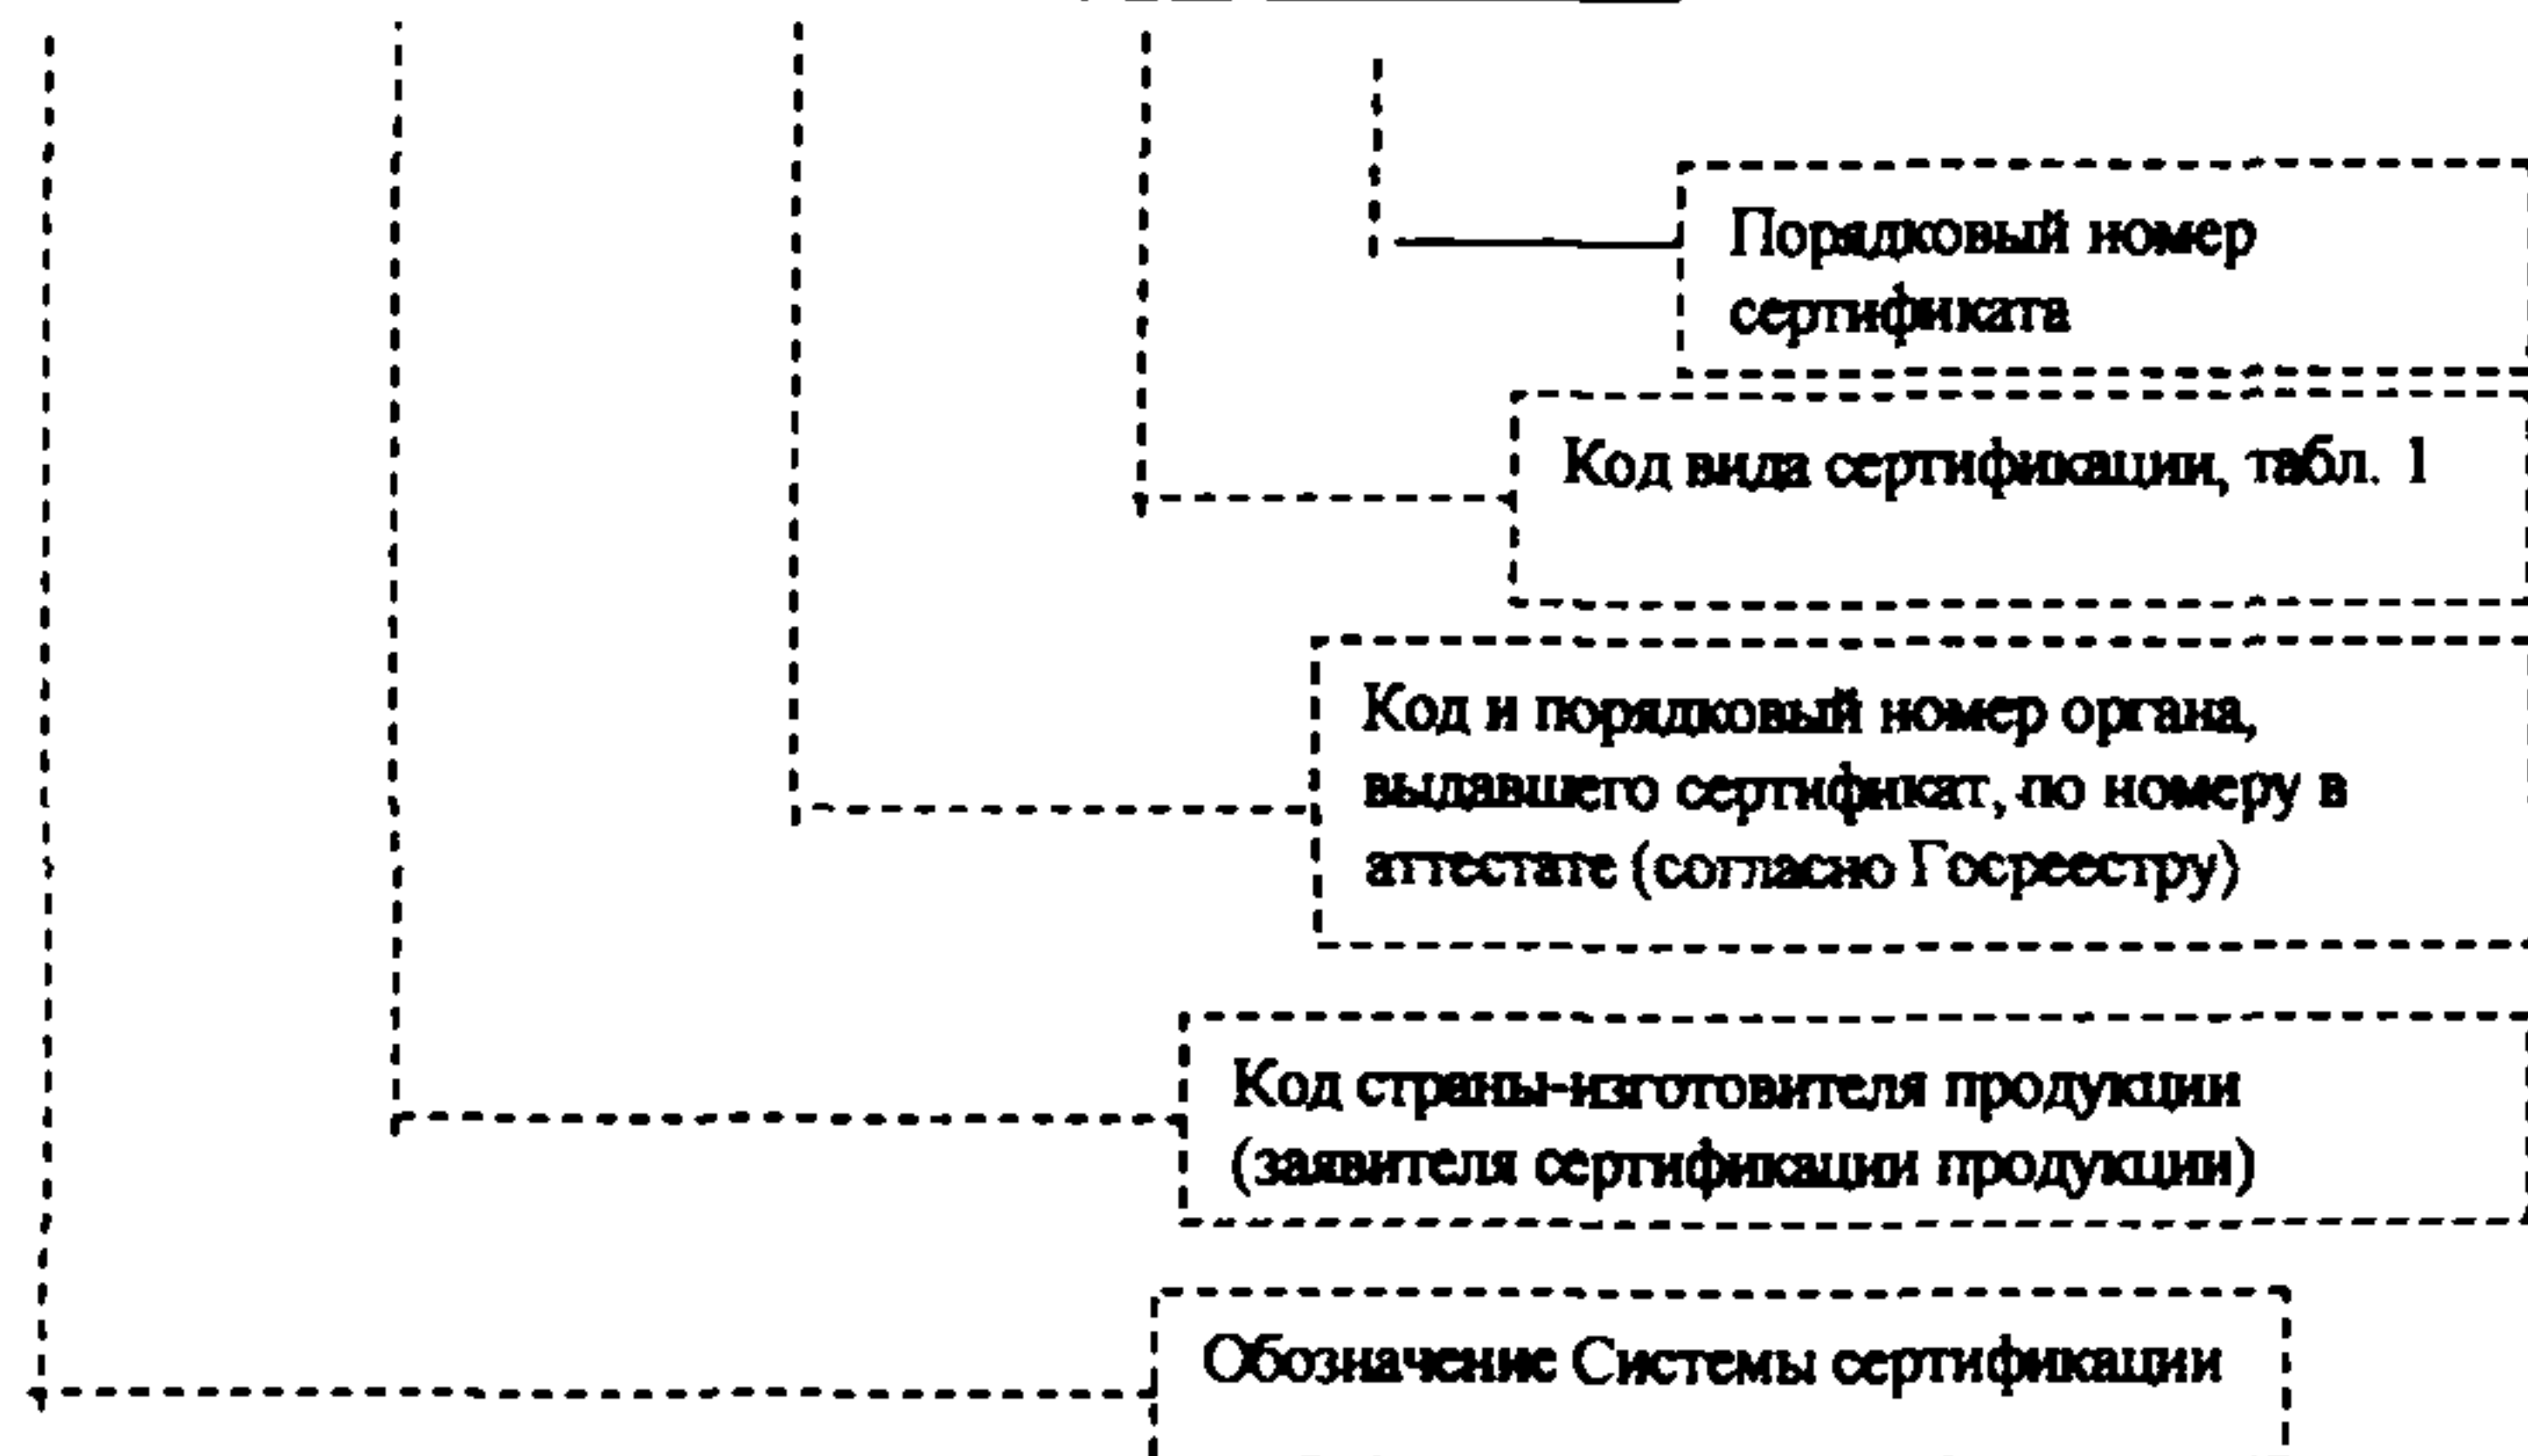 Порядковый номер
сертификата
Код вида сертификации, табл. 1
Код и порядковый номер органа,
выдавшего сертификат, по номеру в
аттестате (согласно Госреестру)
Код страны-изготовителя продукции
(заявителя сертификации продукции)
Обозначение Системы сертификации